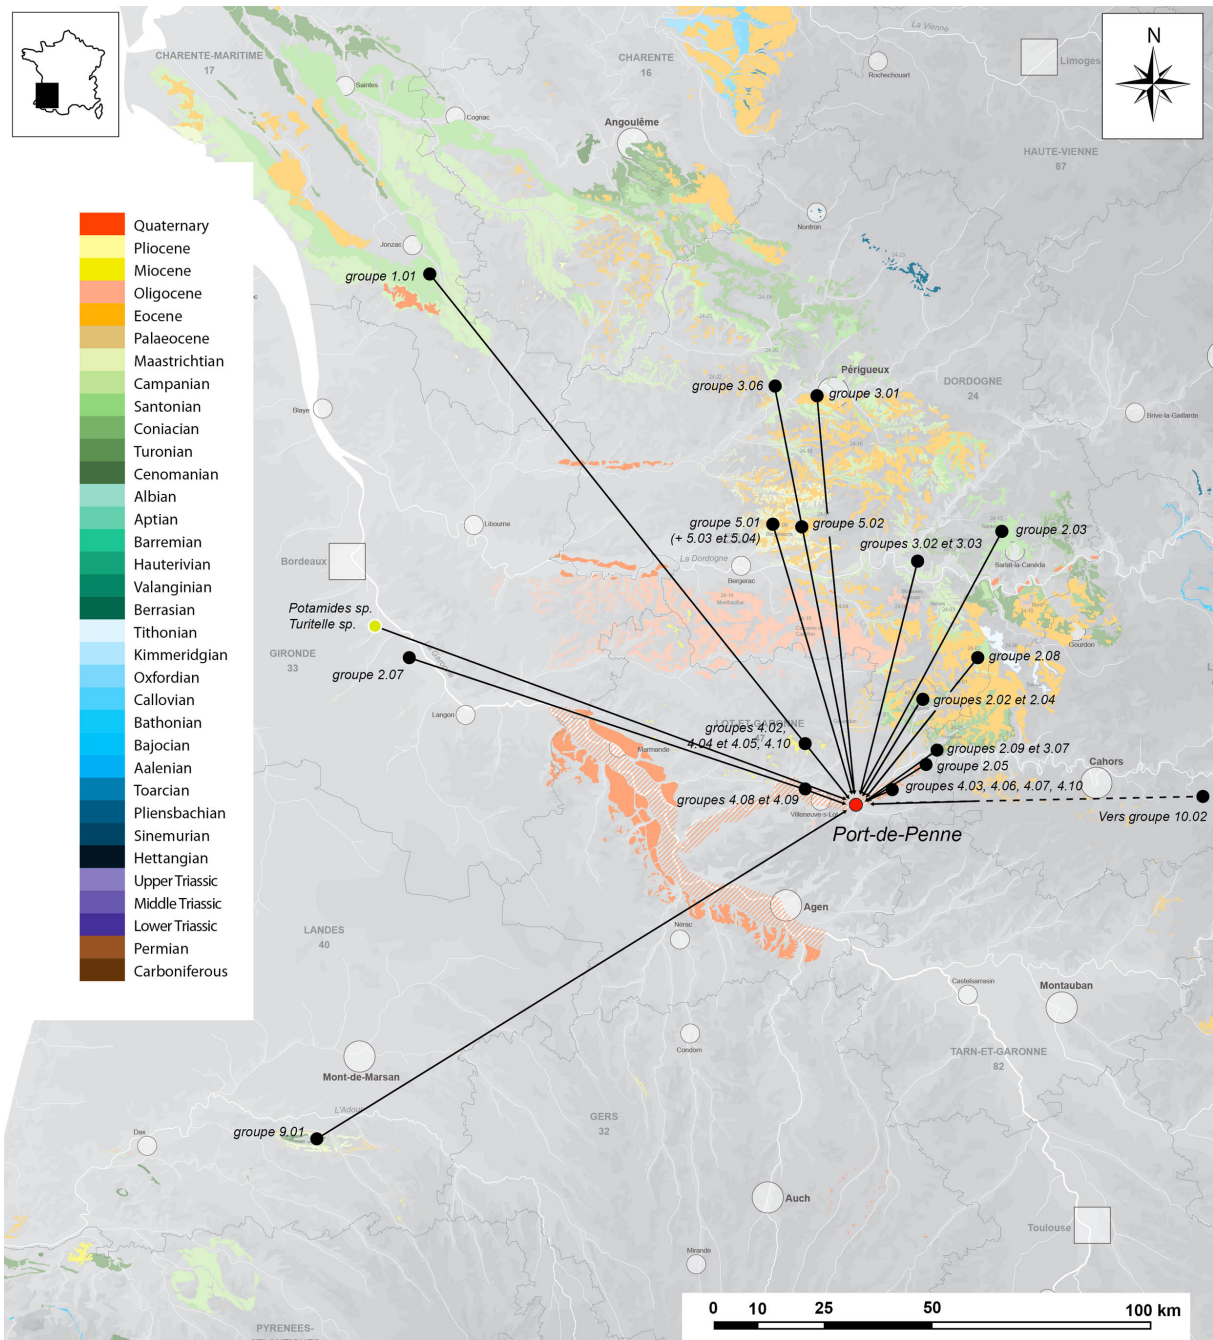 La Vienne
N
CHARENTE-MARITIME
17
CHARENTE
16
Limoges
Rochechouart
Saintes
Cognac
Angoulême
HAUTE-VIENNE
87
Nontron
Jonzac
groupe 1.01
Quaternary
Pliocene
Miocene
Oligocene
Eocene
Palaeocene
Maastrichtian
Campanian
Santonian
Coniacian
Turonian
Cenomanian
Albian
Aptian
Barremian
Hauterivian
Valanginian
Berrasian
Tithonian
Kimmeridgian
Oxfordian
Callovian
Bathonian
Bajocian
Aalenian
Toarcian
Pliensbachian
Sinemurian
Hettangian
Upper Triassic
Middle Triassic
Lower Triassic
Permian
Carboniferous
Périgueux
groupe 3.06
groupe 3.01
DORDOGNE
24
Blaye
Brive-la-Gaillarde
Libourne
groupe 5.01
(+ 5.03 et 5.04)
groupe 5.02
groupe 2.03
groupes 3.02 et 3.03
Sarlat-la-Canéda
Bordeaux
La Dordogne
Bergerac
Potamides sp.
Turitelle sp.
GIRONDE
33
groupe 2.07
Gourdon
groupe 2.08
groupes 2.02 et 2.04
Langon
LOT-ET-GARONNE
47
groupes 4.02,
4.04 et 4.05, 4.10
Marmande
groupes 2.09 et 3.07
groupe 2.05
Cahors
groupes 4.03, 4.06, 4.07, 4.10
groupes 4.08 et 4.09
Villeneuve-s-Lot
Vers groupe 10.02
Port-de-Penne
Agen
Nérac
LANDES
40
Castelsarrasin
Montauban
Condom
TARN-ET-GARONNE
82
Mont-de-Marsan
L'Adour
GERS
32
groupe 9.01
Dax
Auch
Toulouse
Mirande
0 10 25 50 100 km
PYRENEES-